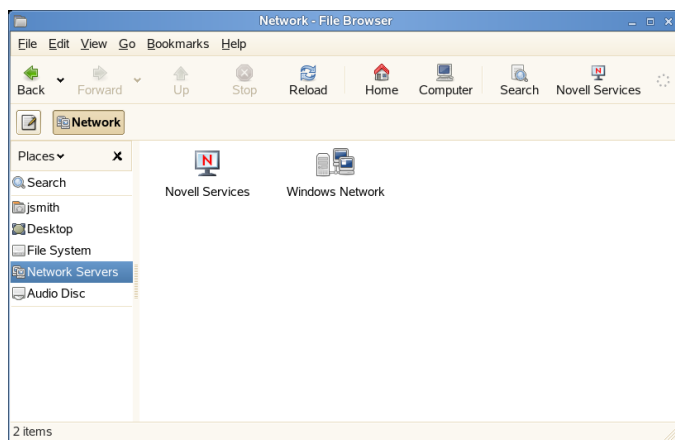 Network - File Browser
File Edit View Go Bookmarks Help
Back Forward Up Stop Reload Home Computer Search Novell Services
Network
Places
Search
jsmith
Desktop
File System
Network Servers
Audio Disc
N
Novell Services
Windows Network
2 items